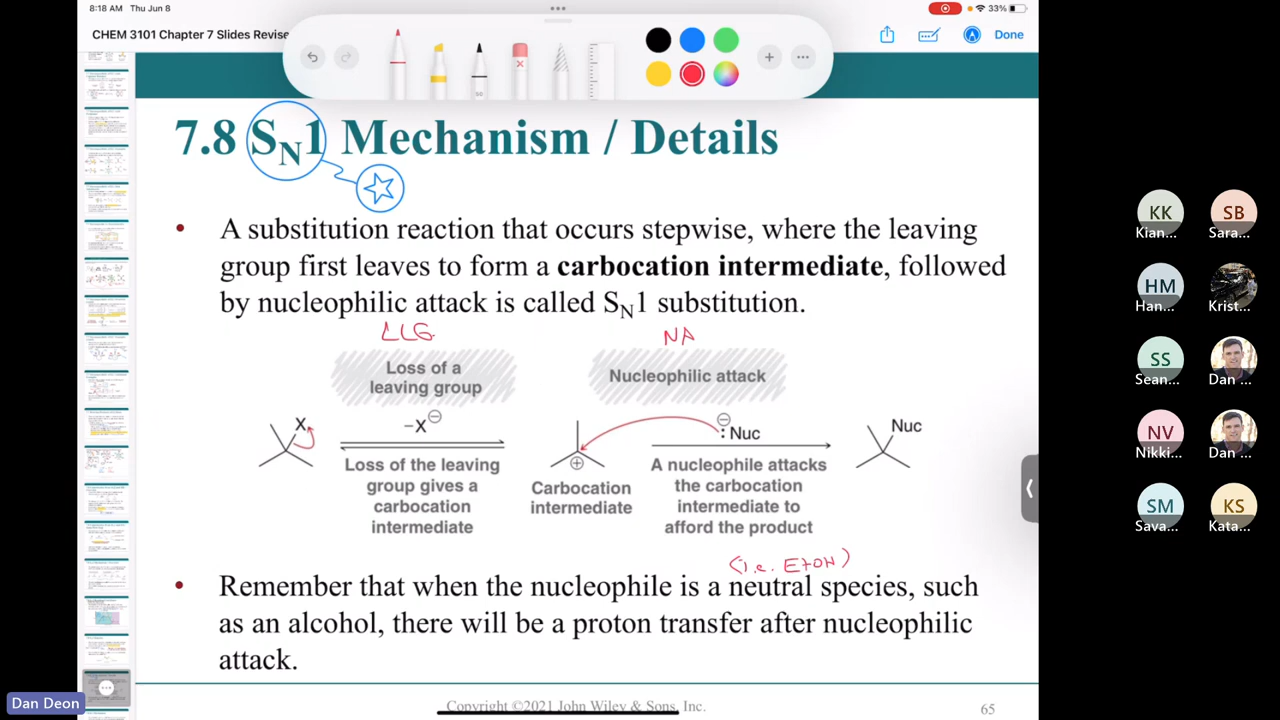 8:18 AM Thu Jun 8
33%
CHEM 3101 Chapter 7 Slides Revise
Done
50
7.8 SN1 Mechanism / Details
• A substitution reaction that occurs stepwise, where the leaving
group first leaves to form a carbocation intermediate, followed
by nucleophilic attack is called SN1 substitution.
LLG
NA
Loss of a
leaving group
Nucleophilic attack
X
−X⊖
⊖
:Nuc
Nuc
Loss of the leaving
group gives a
carbocation
intermediate
⊕
Carbocation
intermediate
A nucleophile attacks
the carbocation
intermediate to
afford the product
(i.e. EtOH)
• Remember that when the nucleophile is a neutral species, such
as an alcohol, there will be a proton transfer after nucleophilic
attack.
Copyright ©2021 John Wiley & Sons, Inc.
65
KK
Kian...
SB
Sara...
HM
Han...
Krist...
SS
Sean...
Dan ...
NV
Nikki...
Dan ...
SM
Sava...
KS
Kata...
Dan Deon